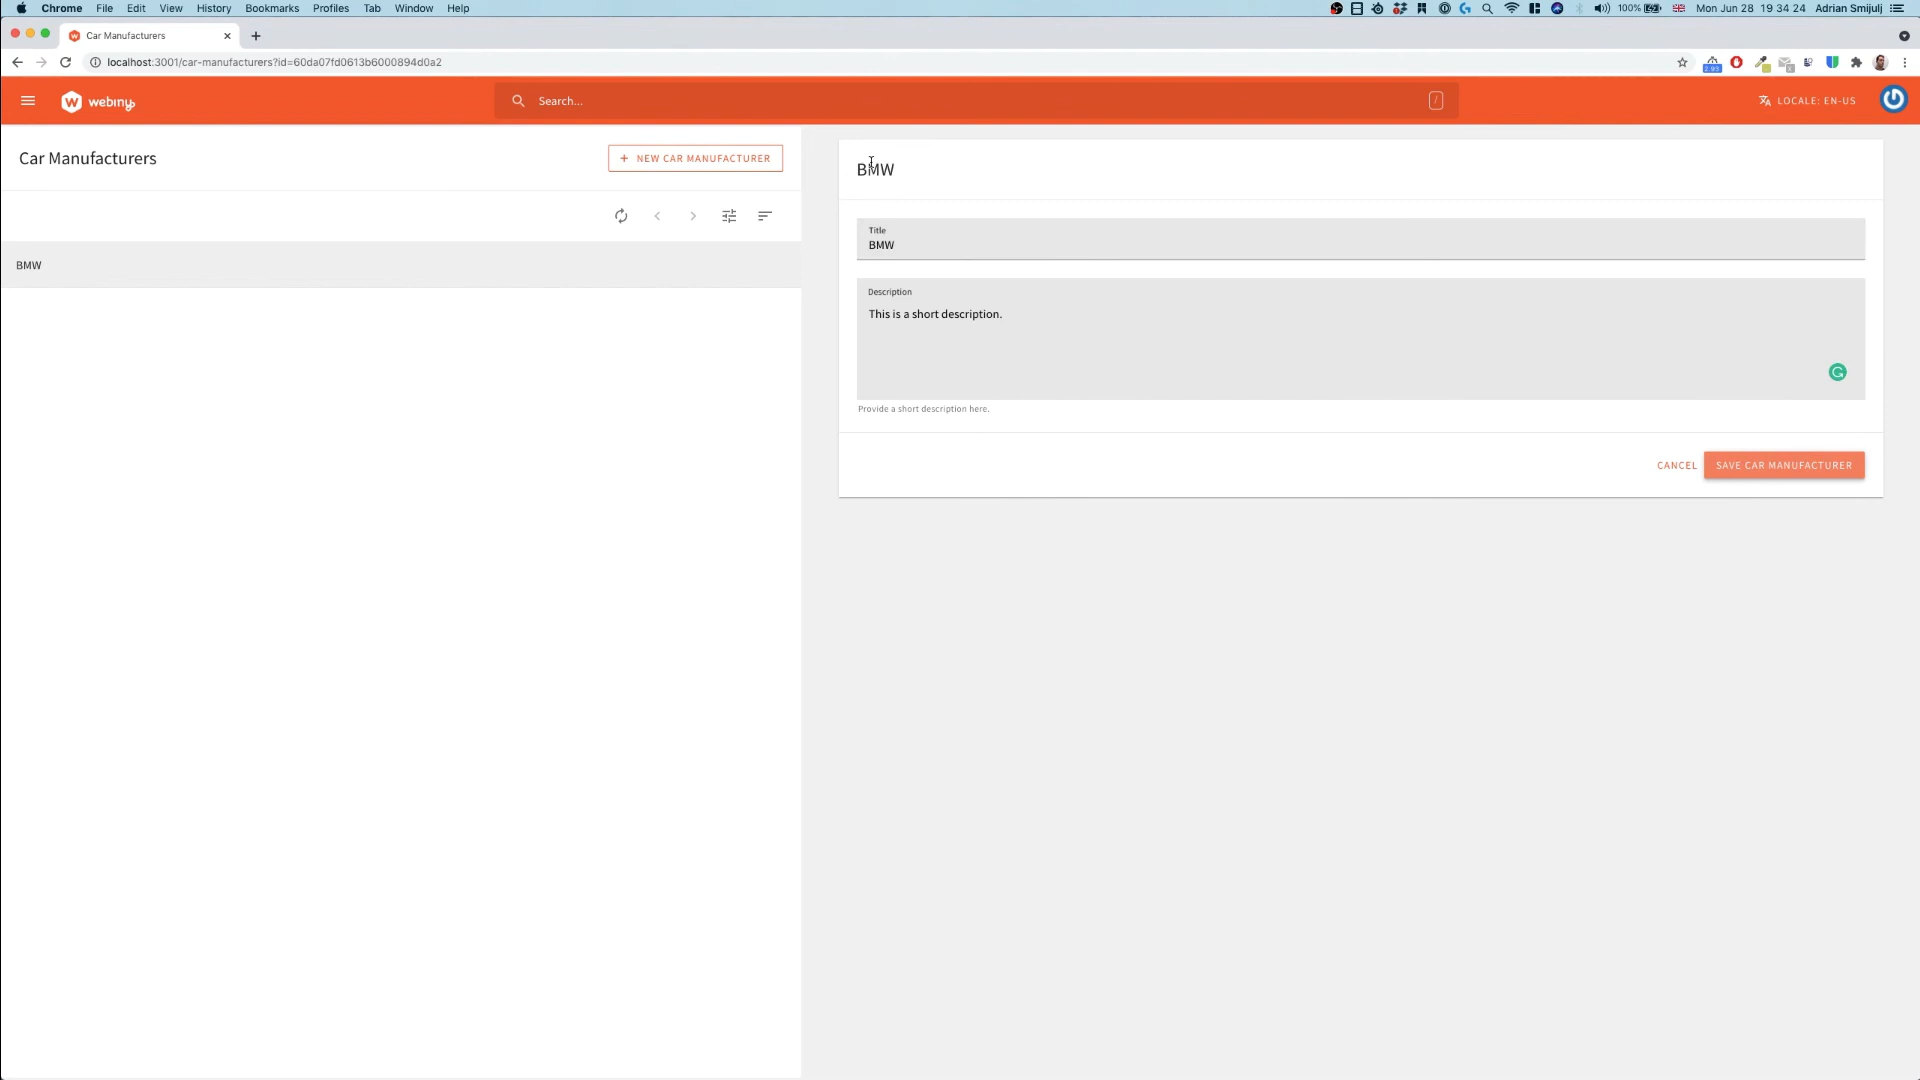 Chrome File Edit View History Bookmarks Profiles Tab Window Help
100% Mon Jun 28 19 34 24 Adrian Smijulj
Car Manufacturers
localhost:3001/car-manufacturers?id=60da07fd0613b6000894d0a2
2.93
webiny
Search...
/
LOCALE: EN-US
Car Manufacturers
+ NEW CAR MANUFACTURER
BMW
BMW
Title
BMW
Description
This is a short description.
Provide a short description here.
CANCEL
SAVE CAR MANUFACTURER